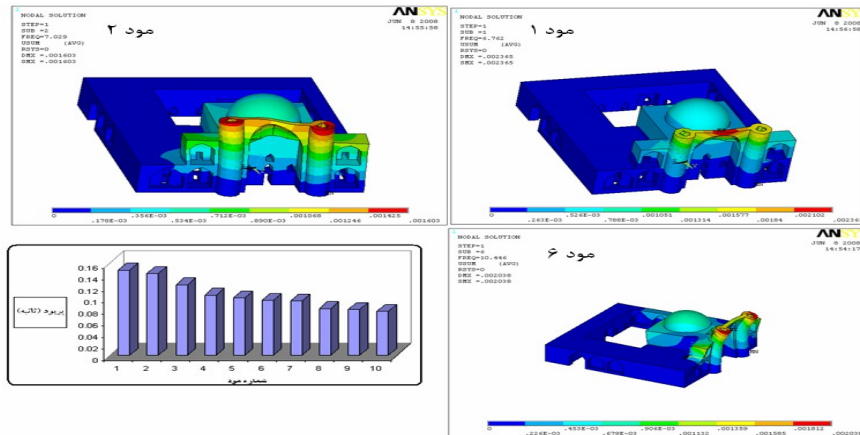 NODAL SOLUTION
STEP=1
SUB =2
FREQ=7.029
USUM (AVG)
RSYS=0
DMX =.001603
SMX =.001603
مود ۲
ANSYS
JUN 8 2008
14:55:58
0 .178E-03 .356E-03 .534E-03 .712E-03 .890E-03 .001068 .001246 .001425 .001603
NODAL SOLUTION
STEP=1
SUB =1
FREQ=6.762
USUM (AVG)
RSYS=0
DMX =.002365
SMX =.002365
مود ۱
ANSYS
JUN 8 2008
14:56:58
0 .263E-03 .526E-03 .788E-03 .001051 .001314 .001577 .00184 .002102
پریود (ثانیه)
0.16
0.14
0.12
0.1
0.08
0.06
0.04
0.02
0
1 2 3 4 5 6 7 8 9 10
شماره مود
NODAL SOLUTION
STEP=1
SUB =6
FREQ=10.446
USUM (AVG)
RSYS=0
DMX =.002038
SMX =.002038
مود ۶
ANSYS
JUN 8 2008
14:54:17
0 .226E-03 .453E-03 .679E-03 .906E-03 .001132 .001359 .001585 .001812 .002038